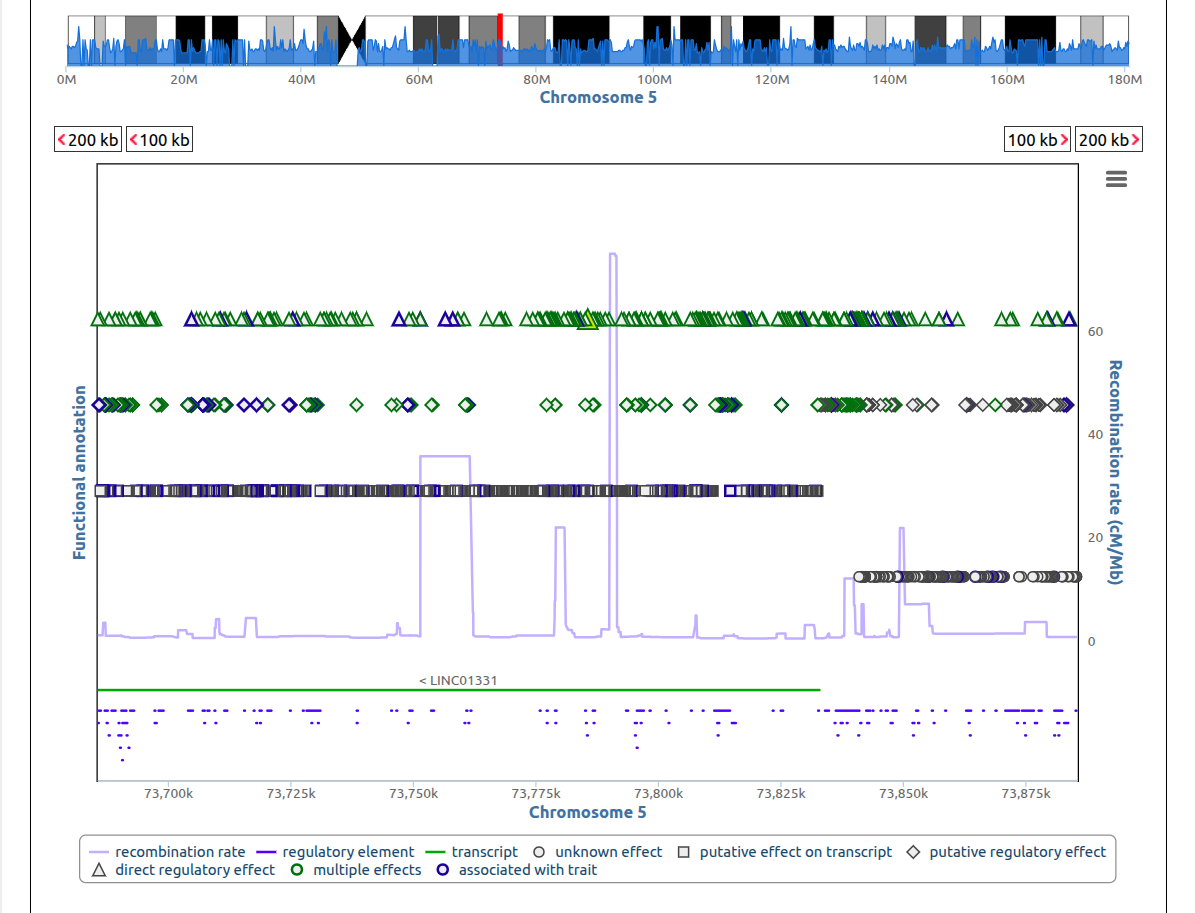 0M 20M 40M 60M 80M 100M 120M 140M 160M 180M
Chromosome 5
<200 kb <100 kb 100 kb> 200 kb>
Functional annotation
60
40
20
0
Recombination rate (cM/Mb)
< LINC01331
73,700k 73,725k 73,750k 73,775k 73,800k 73,825k 73,850k 73,875k
Chromosome 5
recombination rate regulatory element transcript unknown effect putative effect on transcript putative regulatory effect
direct regulatory effect multiple effects associated with trait